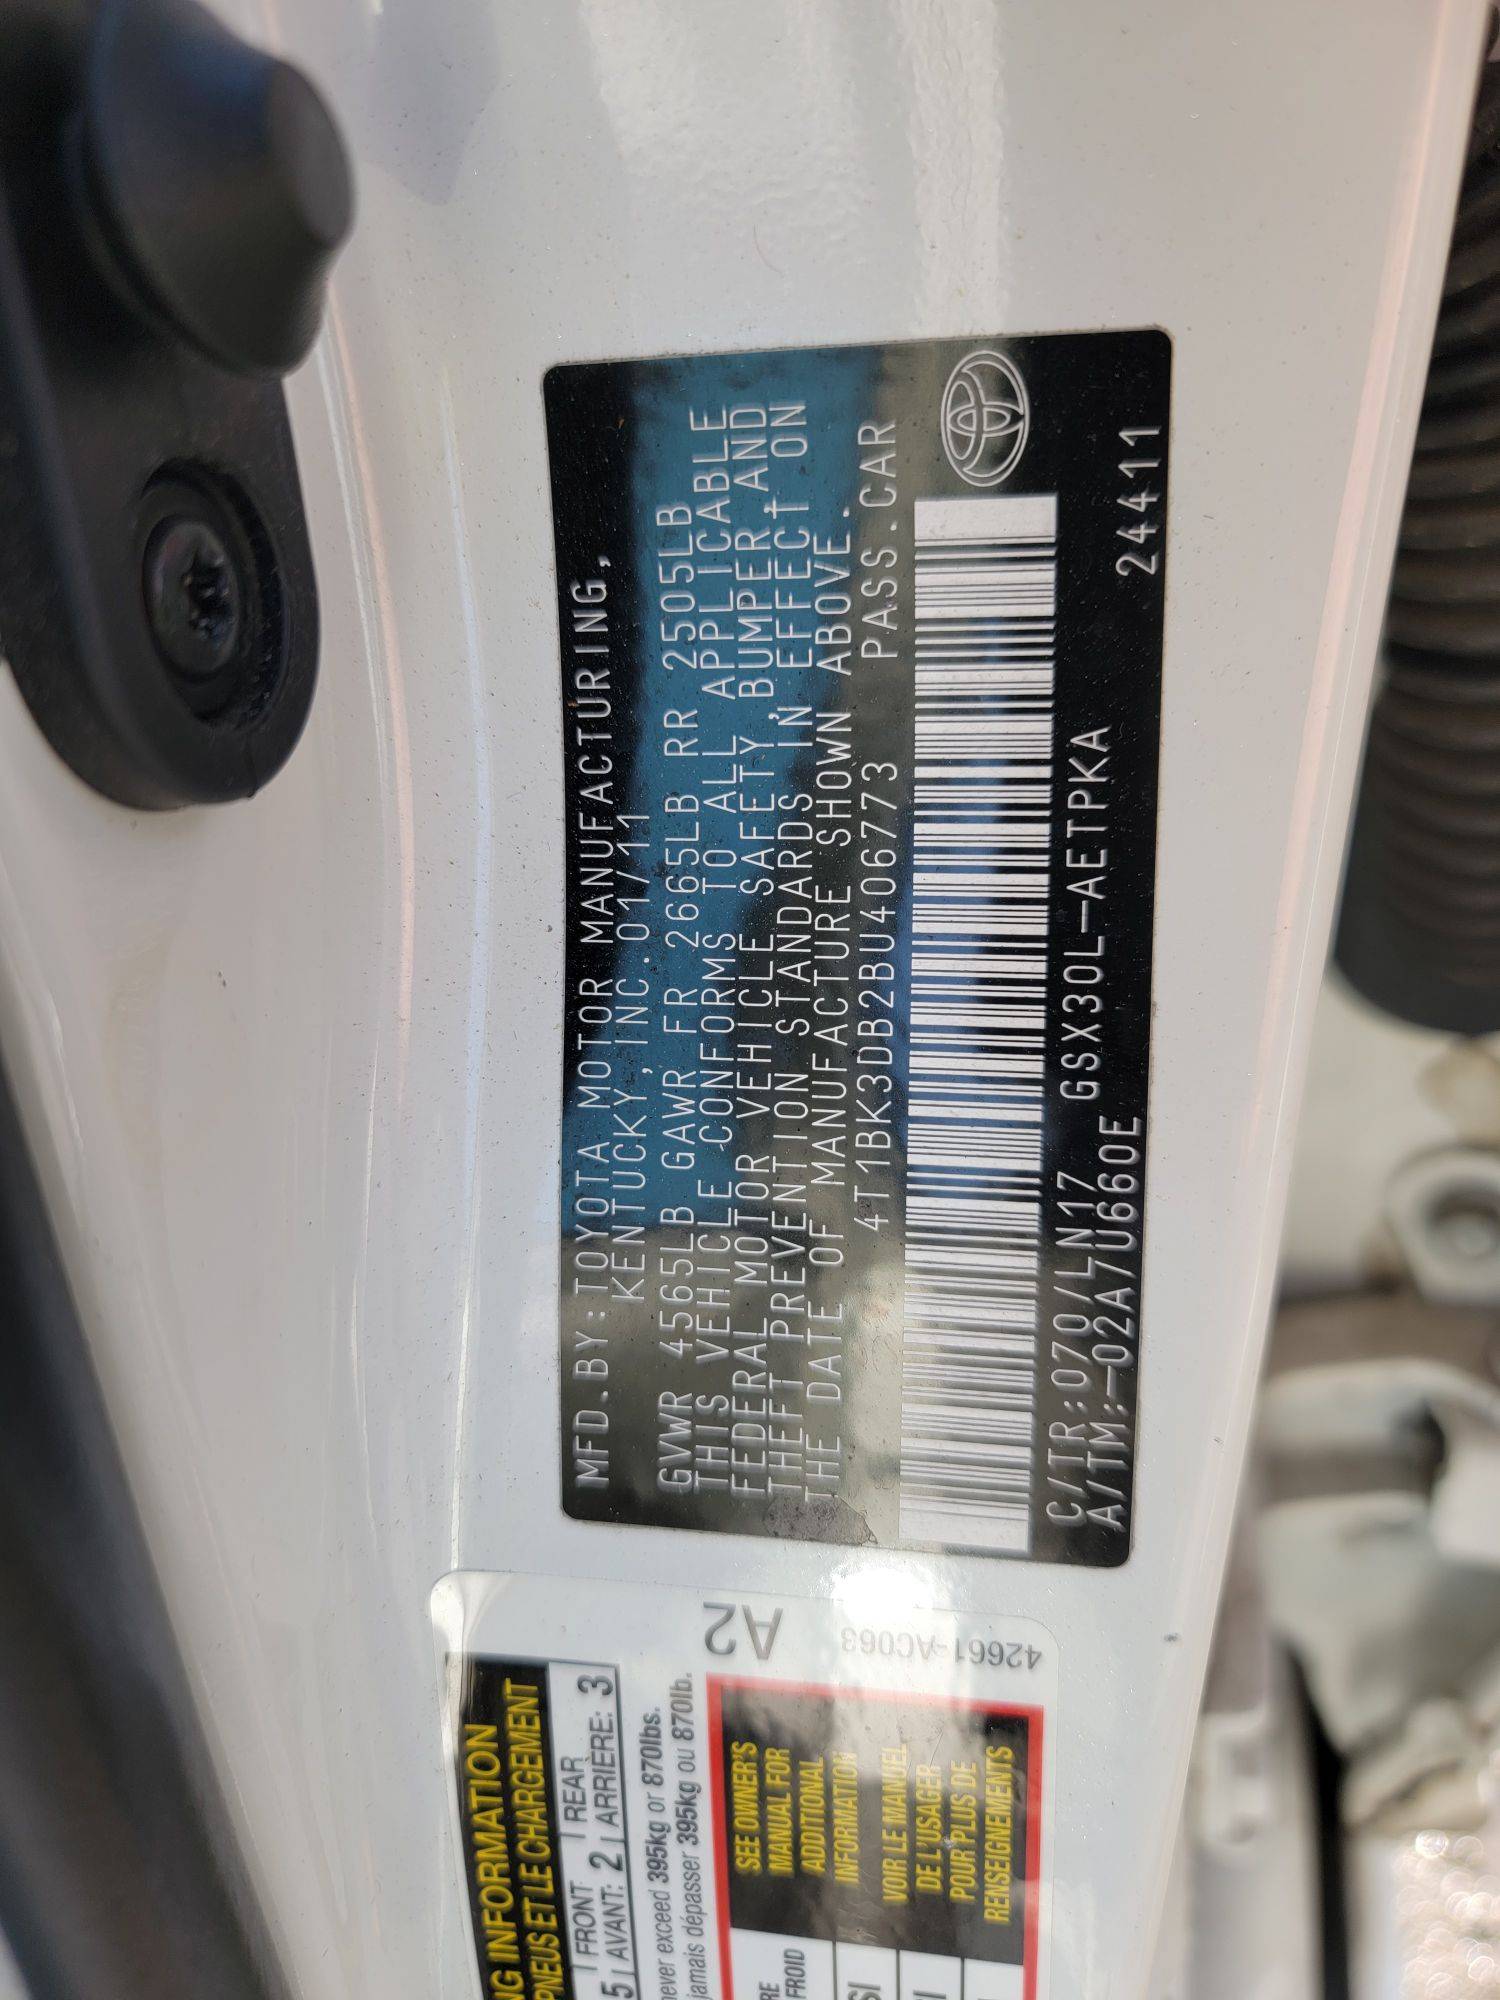 MFD.BY:TOYOTA MOTOR MANUFACTURING,
KENTUCKY,INC.01/11
GVWR 4565LB GAWR FR 2665LB RR 2505LB
THIS VEHICLE CONFORMS TO ALL APPLICABLE
FEDERAL MOTOR VEHICLE SAFETY, BUMPER, AND
THEFT PREVENTION STANDARDS IN EFFECT ON
THE DATE OF MANUFACTURE SHOWN ABOVE.
4T1BK3DB2BU406773 PASS.CAR
C/TR:070/LN17 GSX30L-AETPKA
A/TM:-02A/U660E 24411
A2
42661-AC063
INFORMATION
PNEUS ET LE CHARGEMENT
FRONT REAR
5 AVANT: 2 ARRIÈRE: 3
never exceed 395kg or 870lbs.
jamais dépasser 395kg ou 870lb.
FROID
SEE OWNER'S
MANUAL FOR
ADDITIONAL
INFORMATION
VOIR LE MANUEL
DE L'USAGER
POUR PLUS DE
RENSEIGNEMENTS